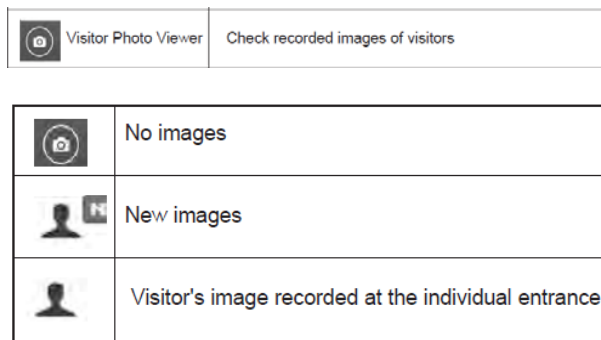 Visitor Photo Viewer Check recorded images of visitors
No images
New images
Visitor's image recorded at the individual entrance